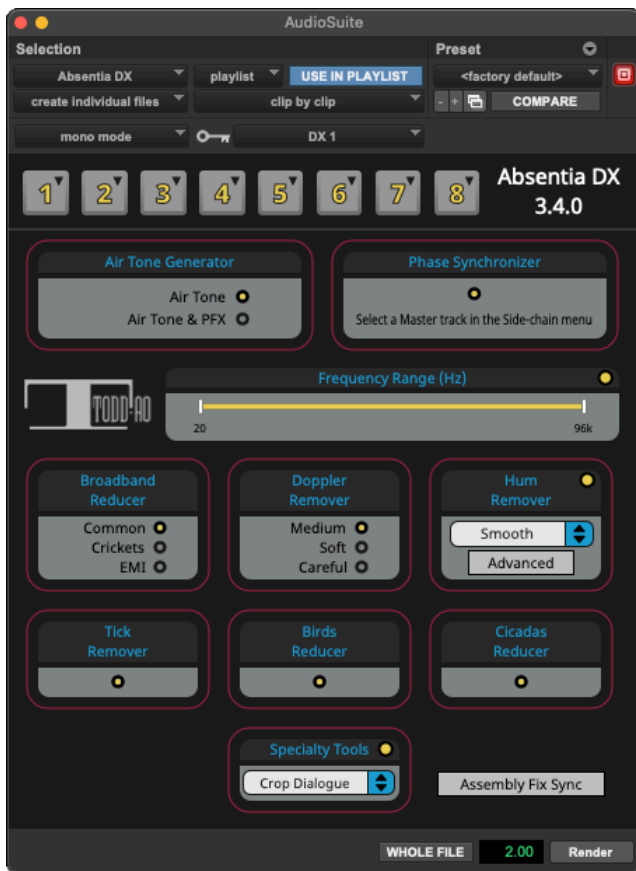 AudioSuite
Selection
Preset
Absentia DX
playlist
USE IN PLAYLIST
<factory default>
create individual files
clip by clip
- +
COMPARE
mono mode
DX 1
1 2 3 4 5 6 7 8
Absentia DX
3.4.0
Air Tone Generator
Air Tone
Air Tone & PFX
Phase Synchronizer
Select a Master track in the Side-chain menu
TODD-AO
Frequency Range (Hz)
20
96k
Broadband
Reducer
Common
Crickets
EMI
Doppler
Remover
Medium
Soft
Careful
Hum
Remover
Smooth
Advanced
Tick
Remover
Birds
Reducer
Cicadas
Reducer
Specialty Tools
Crop Dialogue
Assembly Fix Sync
WHOLE FILE
2.00
Render